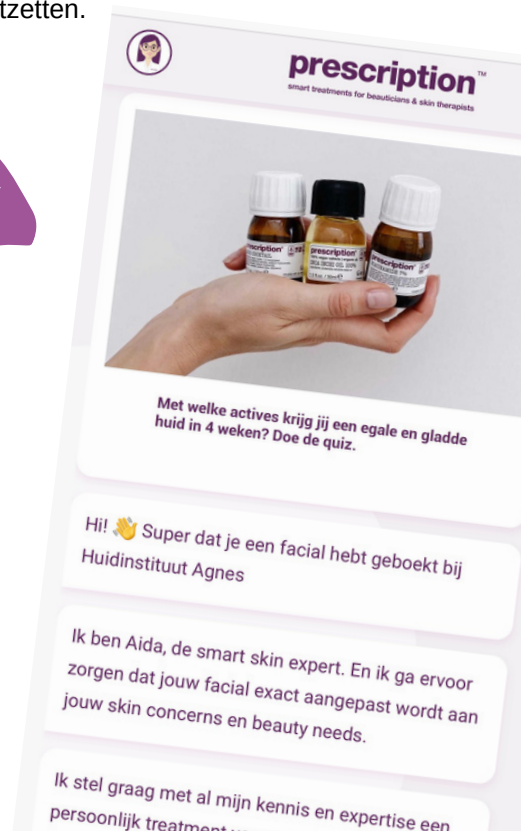 tzetten.
prescription™
smart treatments for beauticians & skin therapists
prescription
prescription
prescription
Met welke actives krijg jij een egale en gladde
huid in 4 weken? Doe de quiz.
Hi! 👋 Super dat je een facial hebt geboekt bij
Huidinstituut Agnes
Ik ben Aida, de smart skin expert. En ik ga ervoor
zorgen dat jouw facial exact aangepast wordt aan
jouw skin concerns en beauty needs.
Ik stel graag met al mijn kennis en expertise een
persoonlijk treatment